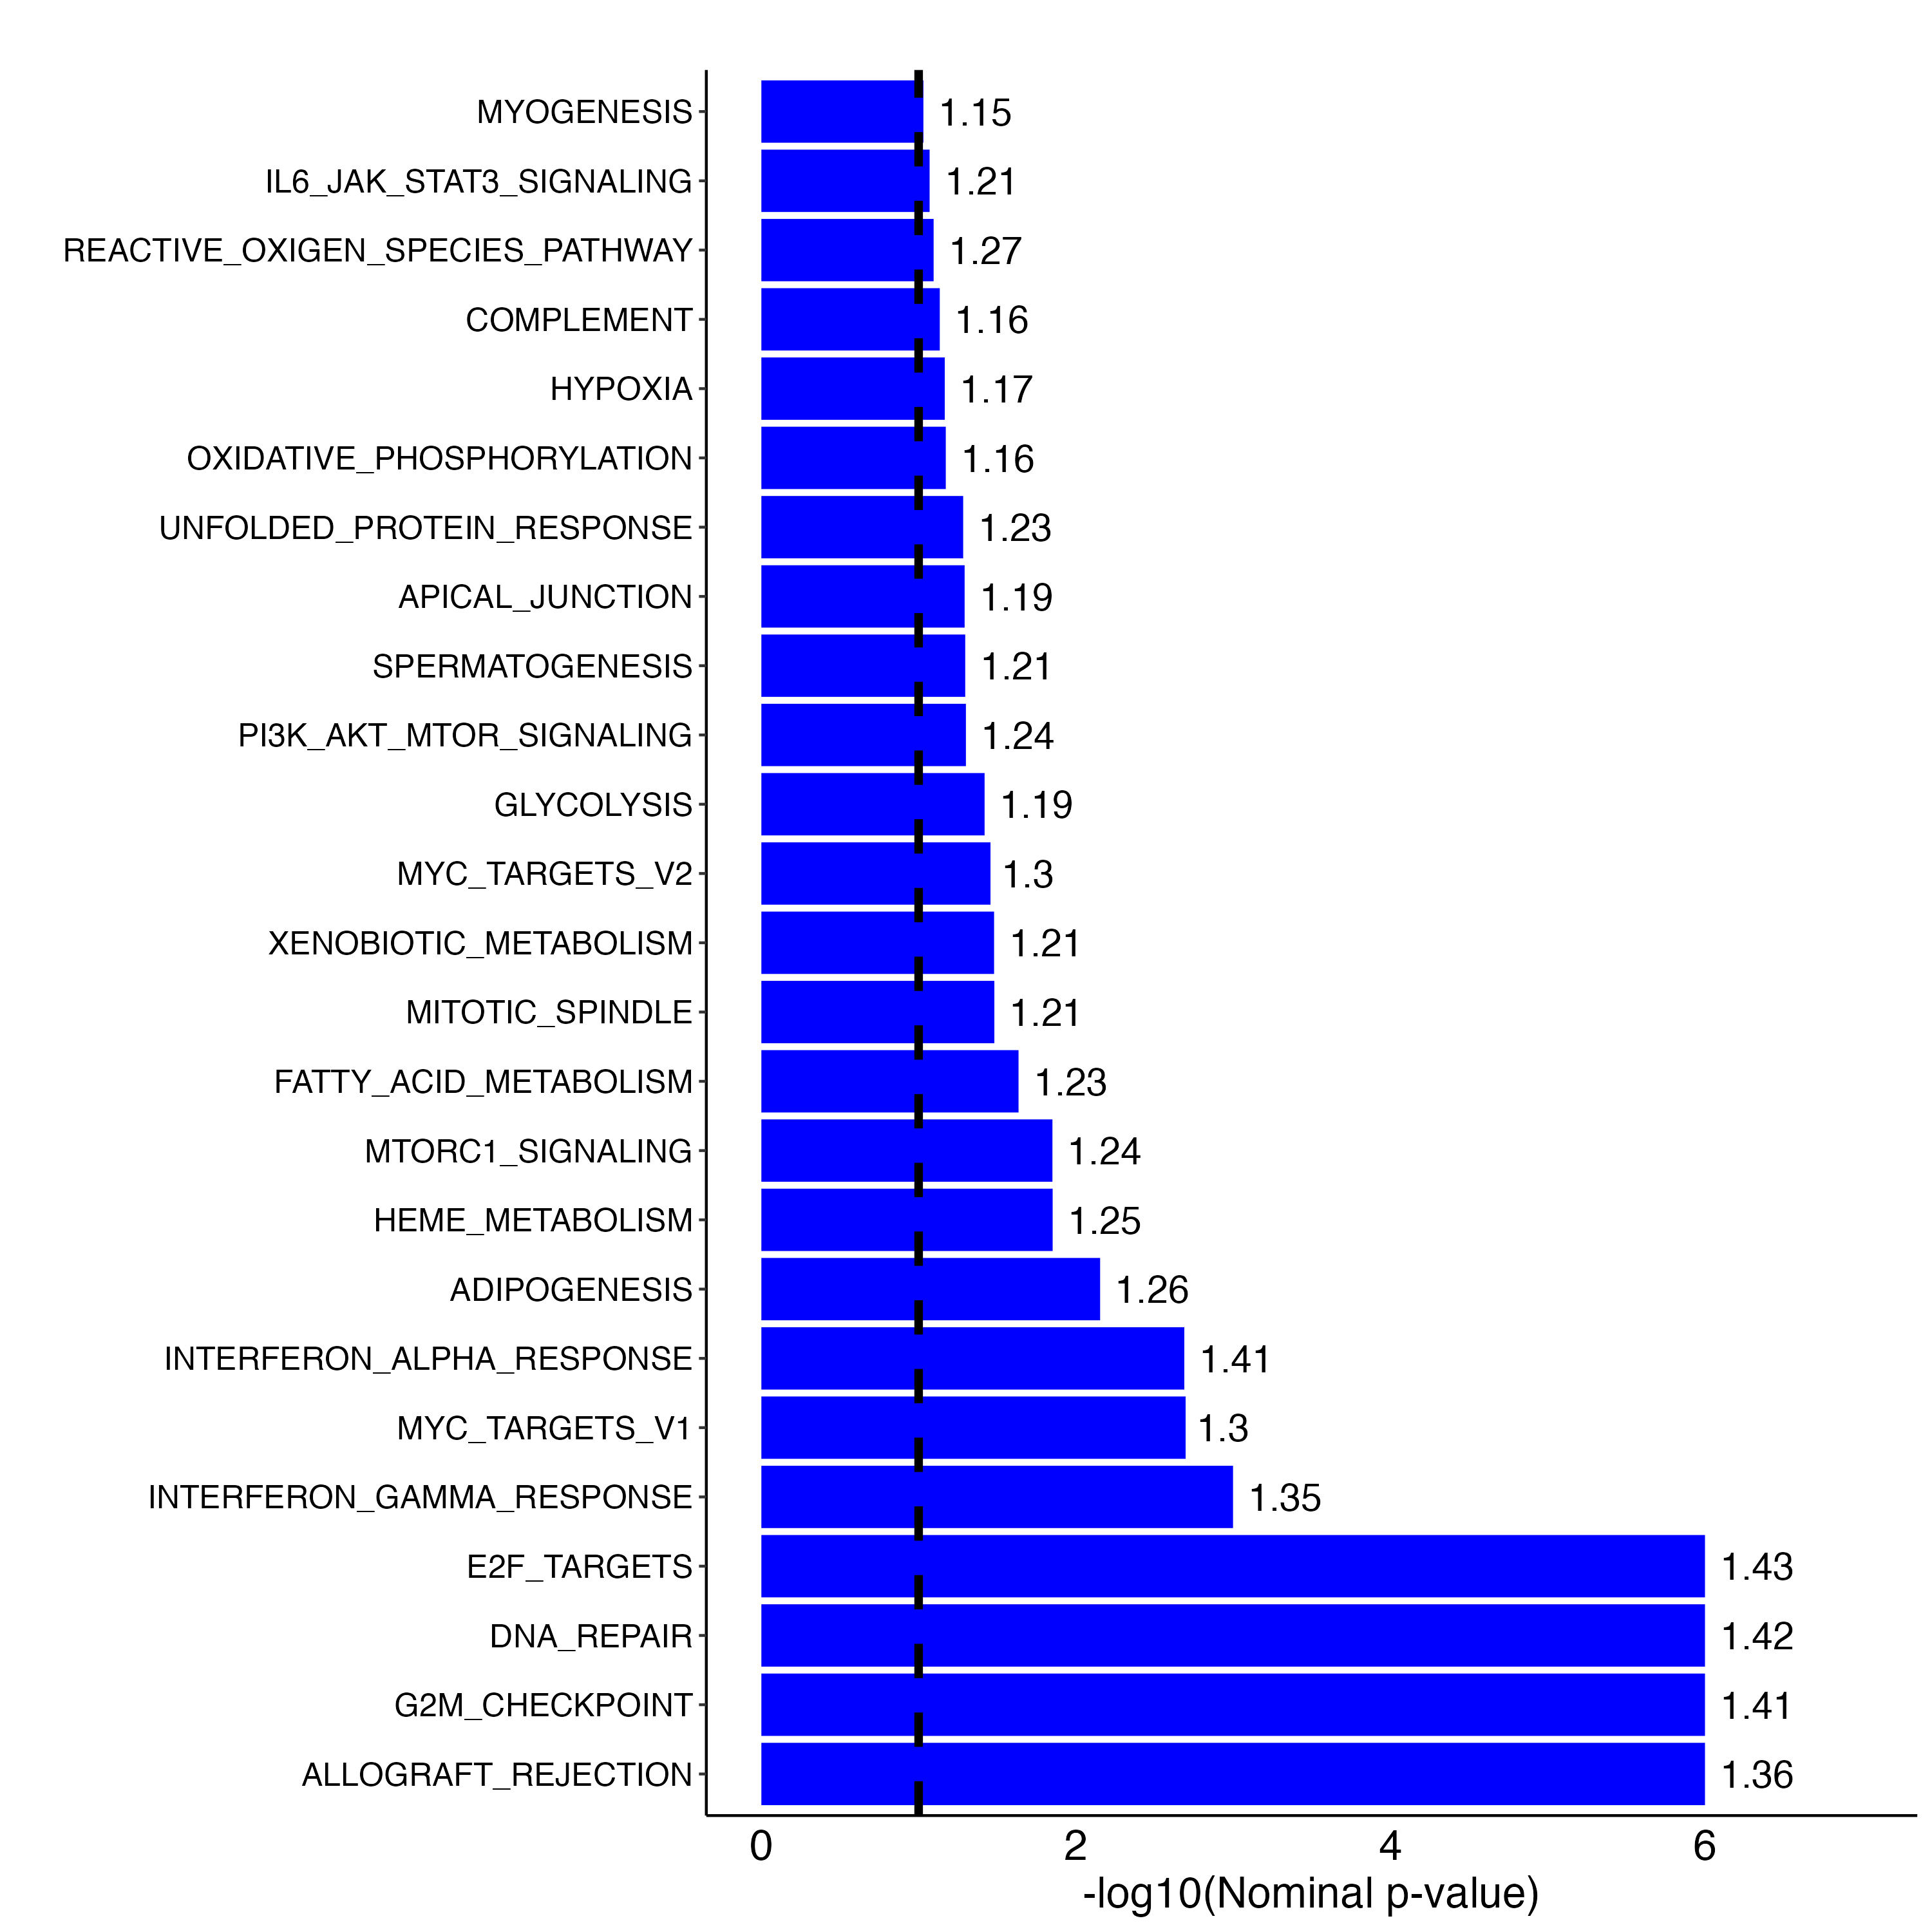 MYOGENESIS 1.15
IL6_JAK_STAT3_SIGNALING 1.21
REACTIVE_OXIGEN_SPECIES_PATHWAY 1.27
COMPLEMENT 1.16
HYPOXIA 1.17
OXIDATIVE_PHOSPHORYLATION 1.16
UNFOLDED_PROTEIN_RESPONSE 1.23
APICAL_JUNCTION 1.19
SPERMATOGENESIS 1.21
PI3K_AKT_MTOR_SIGNALING 1.24
GLYCOLYSIS 1.19
MYC_TARGETS_V2 1.3
XENOBIOTIC_METABOLISM 1.21
MITOTIC_SPINDLE 1.21
FATTY_ACID_METABOLISM 1.23
MTORC1_SIGNALING 1.24
HEME_METABOLISM 1.25
ADIPOGENESIS 1.26
INTERFERON_ALPHA_RESPONSE 1.41
MYC_TARGETS_V1 1.3
INTERFERON_GAMMA_RESPONSE 1.35
E2F_TARGETS 1.43
DNA_REPAIR 1.42
G2M_CHECKPOINT 1.41
ALLOGRAFT_REJECTION 1.36
0 2 4 6
-log10(Nominal p-value)